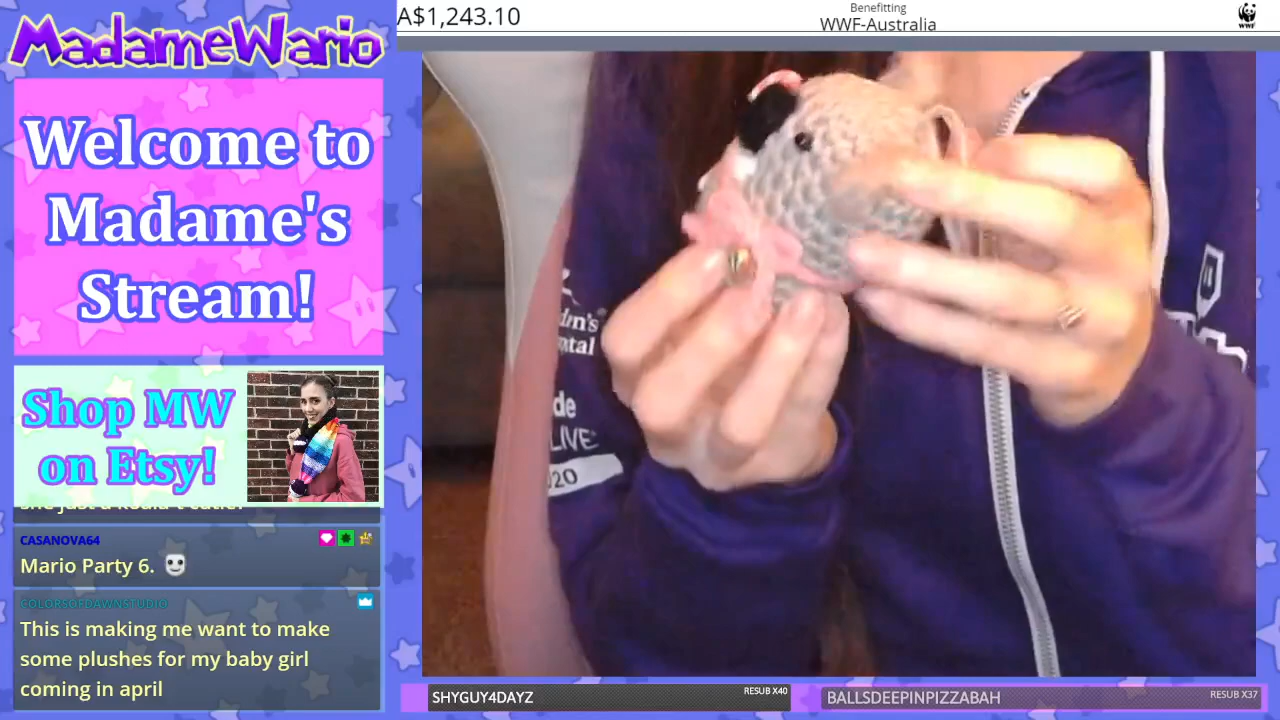 MadameWario
Welcome to
Madame's
Stream!
Shop MW
on Etsy!
CASANOVA64
Mario Party 6.
COLORSOFDAWNSTUDIO
This is making me want to make
some plushes for my baby girl
coming in april
A$1,243.10
Benefitting
WWF-Australia
WWF
LIVE
SHYGUY4DAYZ
RESUB X40
BALLSDEEPINPIZZABAH
RESUB X37